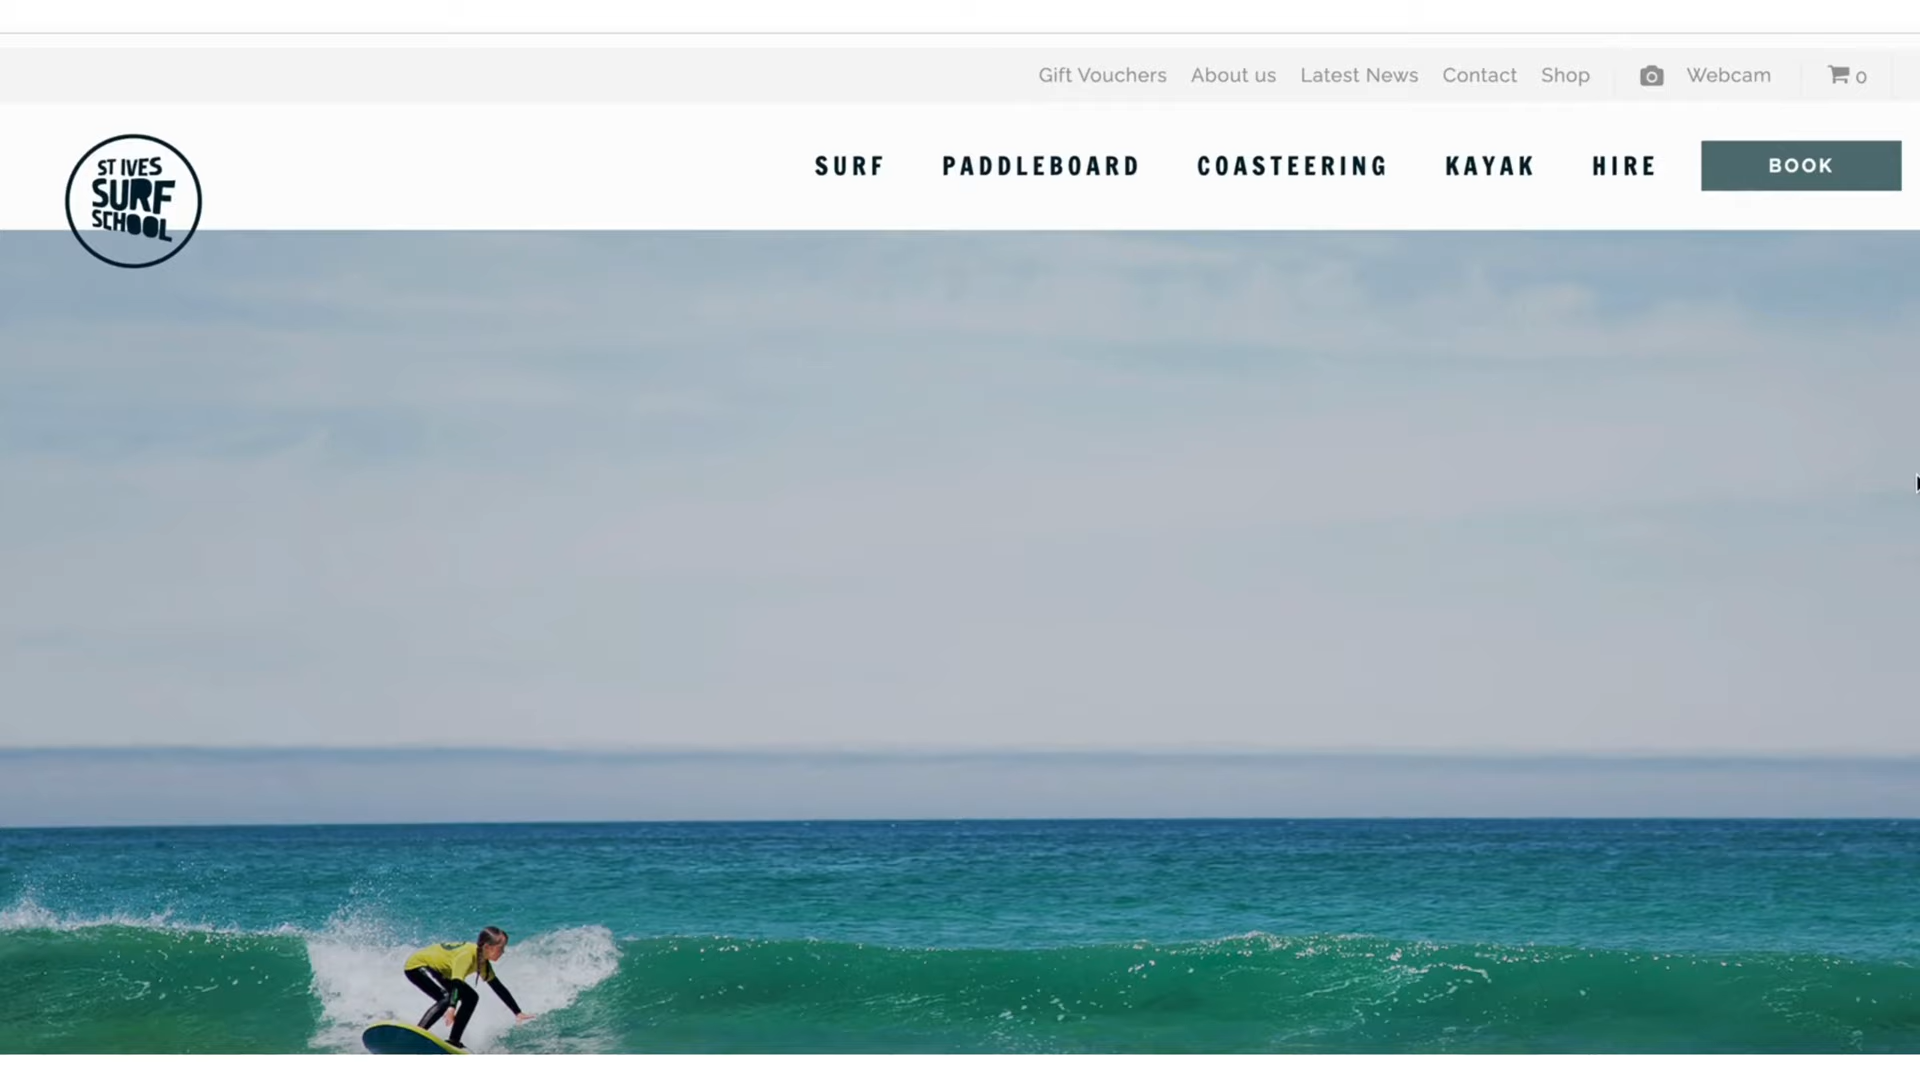 Gift Vouchers About us Latest News Contact Shop Webcam 0
ST IVES
SURF
SCHOOL
SURF PADDLEBOARD COASTEERING KAYAK HIRE BOOK